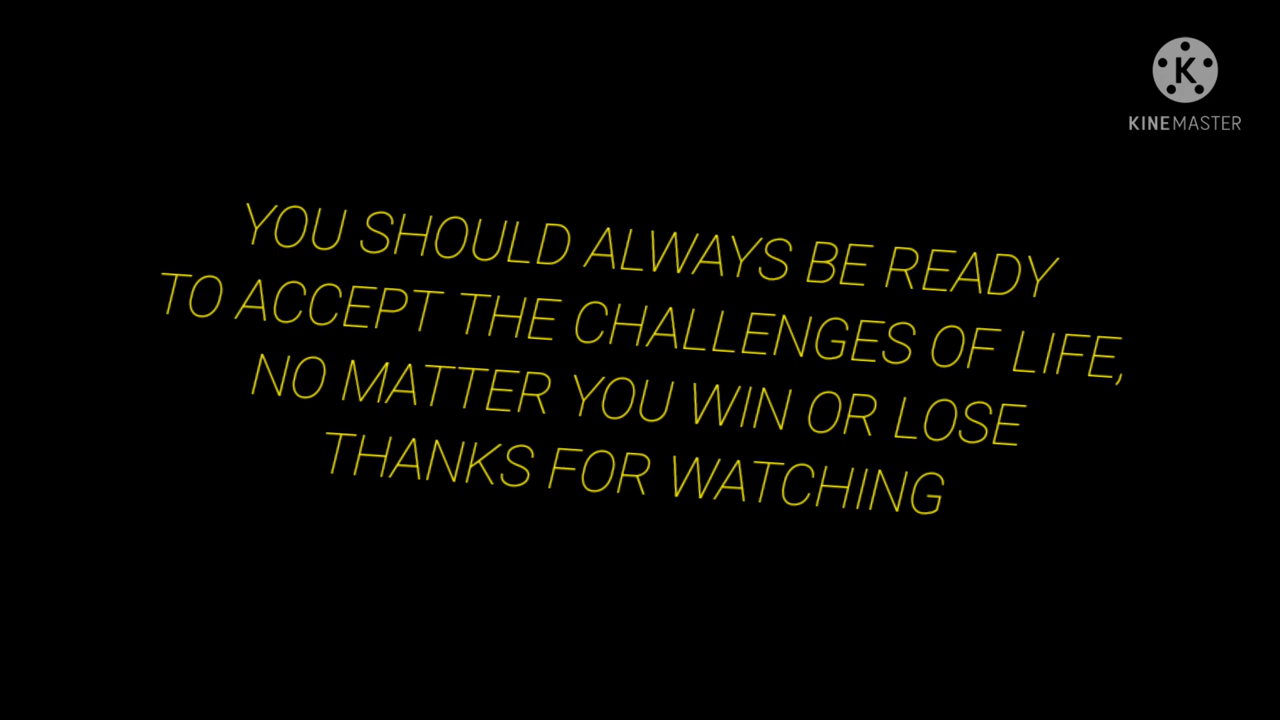 KINEMASTER
YOU SHOULD ALWAYS BE READY
TO ACCEPT THE CHALLENGES OF LIFE,
NO MATTER YOU WIN OR LOSE
THANKS FOR WATCHING